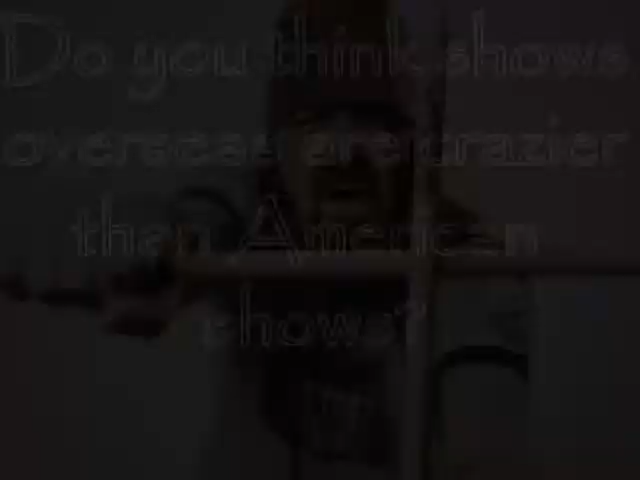 Do you think shows
overseas are crazier
than American
shows?